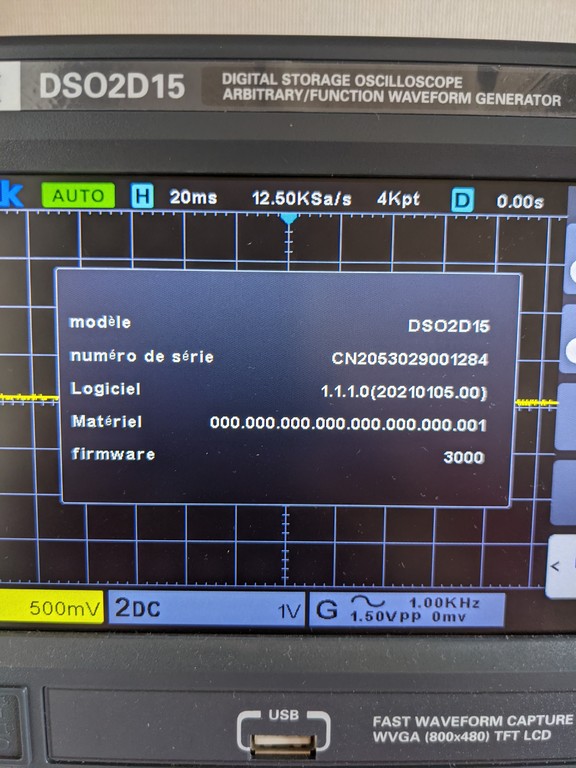 DSO2D15 DIGITAL STORAGE OSCILLOSCOPE
ARBITRARY/FUNCTION WAVEFORM GENERATOR
k AUTO H 20ms 12.50KSa/s 4Kpt D 0.00s
modèle DSO2D15
numéro de série CN2053029001284
Logiciel 1.1.1.0(20210105.00)
Matériel 000.000.000.000.000.000.000.001
firmware 3000
500mV 2DC 1V G 1.00KHz
1.50Vpp 0mv
USB
FAST WAVEFORM CAPTURE
WVGA (800x480) TFT LCD